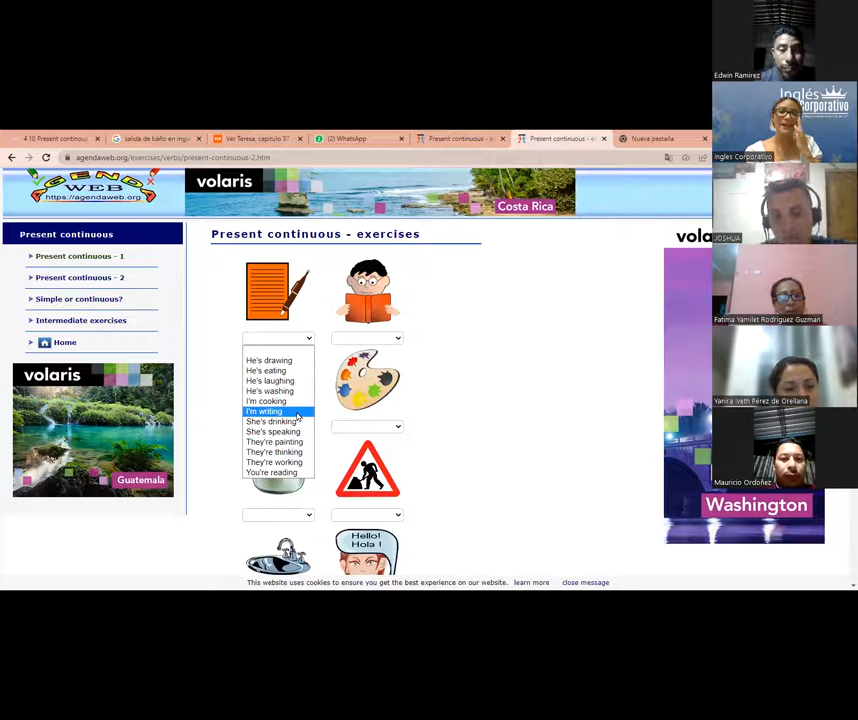 4.10 Present continuous
salida de baño en inglé
Ver Teresa, capitulo 37
(2) WhatsApp
Present continuous - e
Present continuous - ex
Nueva pestaña
agendaweb.org/exercises/verbs/present-continuous-2.htm
AGENDA
WEB
https://agendaweb.org
volaris
Costa Rica
Present continuous
Present continuous - 1
Present continuous - 2
Simple or continuous?
Intermediate exercises
Home
volaris
Guatemala
Present continuous - exercises
He's drawing
He's eating
He's laughing
He's washing
I'm cooking
I'm writing
She's drinking
She's speaking
They're painting
They're thinking
They're working
You're reading
Hello!
Hola !
This website uses cookies to ensure you get the best experience on our website.
learn more
close message
vola
Washington
Edwin Ramirez
Inglés
Corporativo
Ingles Corporativo
JOSHUA
Fatima Yamilet Rodriguez Guzman
Yanira Iveth Pérez de Orellana
Mauricio Ordoñez